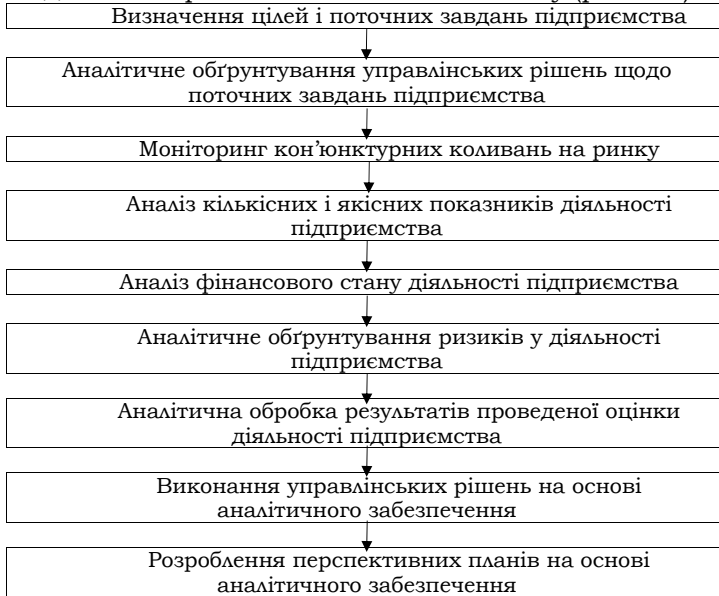 Визначення цілей і поточних завдань підприємства
Аналітичне обґрунтування управлінських рішень щодо
поточних завдань підприємства
Моніторинг кон’юнктурних коливань на ринку
Аналіз кількісних і якісних показників діяльності
підприємства
Аналіз фінансового стану діяльності підприємства
Аналітичне обґрунтування ризиків у діяльності
підприємства
Аналітична обробка результатів проведеної оцінки
діяльності підприємства
Виконання управлінських рішень на основі
аналітичного забезпечення
Розроблення перспективних планів на основі
аналітичного забезпечення